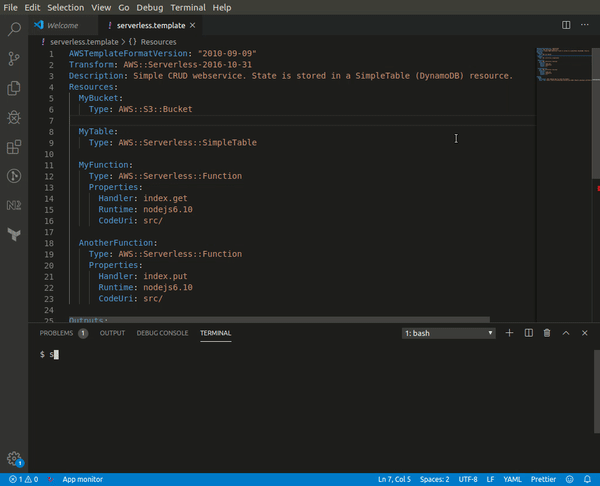 File Edit Selection View Go Debug Terminal Help
Welcome
! serverless.template ×
! serverless.template > {} Resources
1 AWSTemplateFormatVersion: "2010-09-09"
2 Transform: AWS::Serverless-2016-10-31
3 Description: Simple CRUD webservice. State is stored in a SimpleTable (DynamoDB) resource.
4 Resources:
5 MyBucket:
6 Type: AWS::S3::Bucket
7
8 MyTable:
9 Type: AWS::Serverless::SimpleTable
10
11 MyFunction:
12 Type: AWS::Serverless::Function
13 Properties:
14 Handler: index.get
15 Runtime: nodejs6.10
16 CodeUri: src/
17
18 AnotherFunction:
19 Type: AWS::Serverless::Function
20 Properties:
21 Handler: index.put
22 Runtime: nodejs6.10
23 CodeUri: src/
24
25 Outputs:
PROBLEMS 1 OUTPUT DEBUG CONSOLE TERMINAL 1: bash
$ s
1
1 0 App monitor Ln 7, Col 5 Spaces: 2 UTF-8 LF YAML Prettier